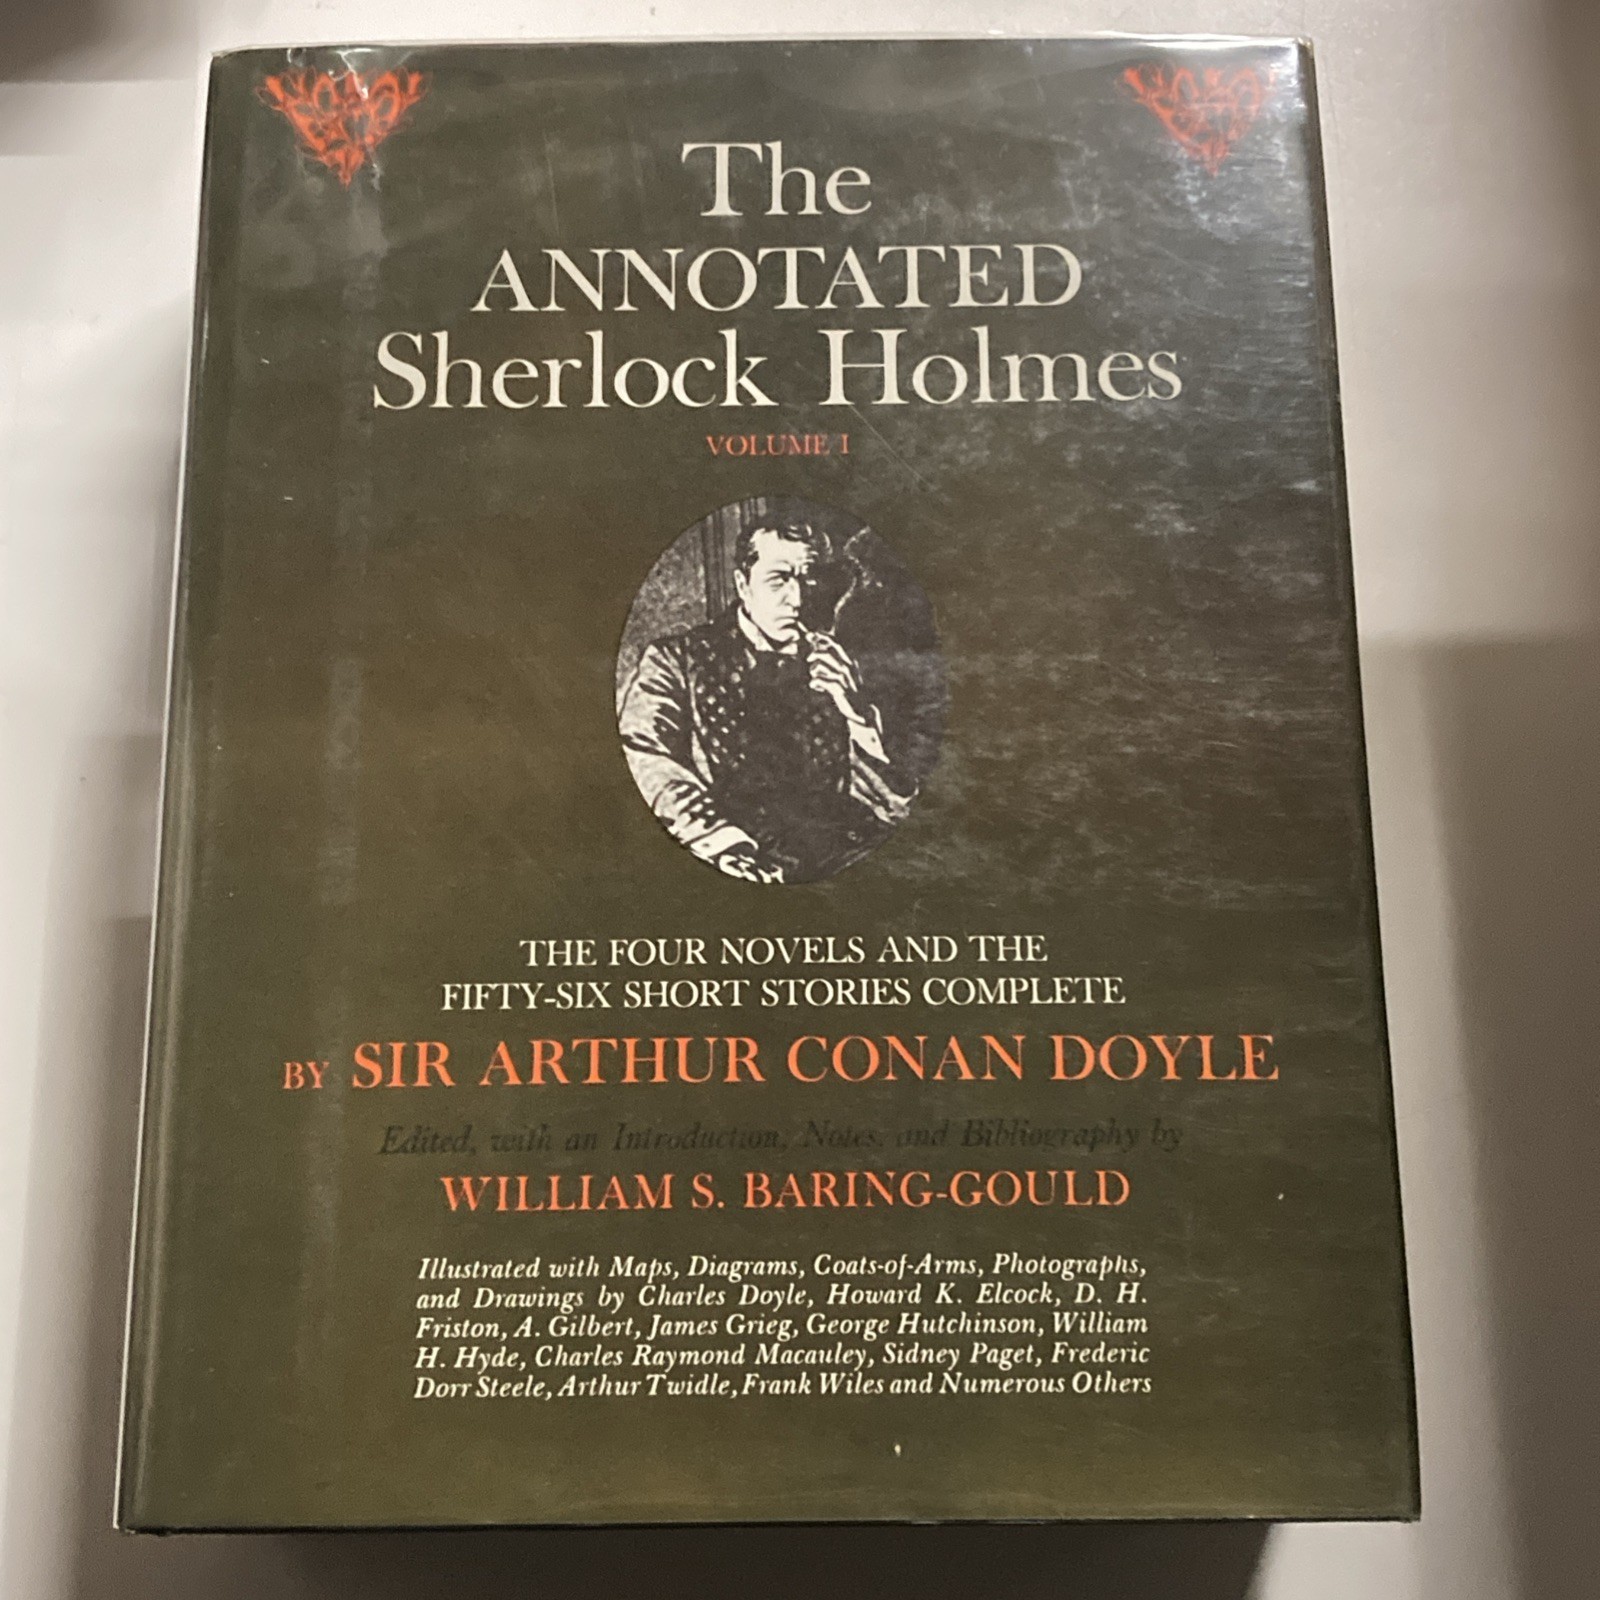 The
ANNOTATED
Sherlock Holmes
VOLUME I
THE FOUR NOVELS AND THE
FIFTY-SIX SHORT STORIES COMPLETE
BY SIR ARTHUR CONAN DOYLE
Edited, with an Introduction, Notes, and Bibliography by
WILLIAM S. BARING-GOULD
Illustrated with Maps, Diagrams, Coats-of-Arms, Photographs,
and Drawings by Charles Doyle, Howard K. Elcock, D. H.
Friston, A. Gilbert, James Grieg, George Hutchinson, William
H. Hyde, Charles Raymond Macauley, Sidney Paget, Frederic
Dorr Steele, Arthur Twidle, Frank Wiles and Numerous Others